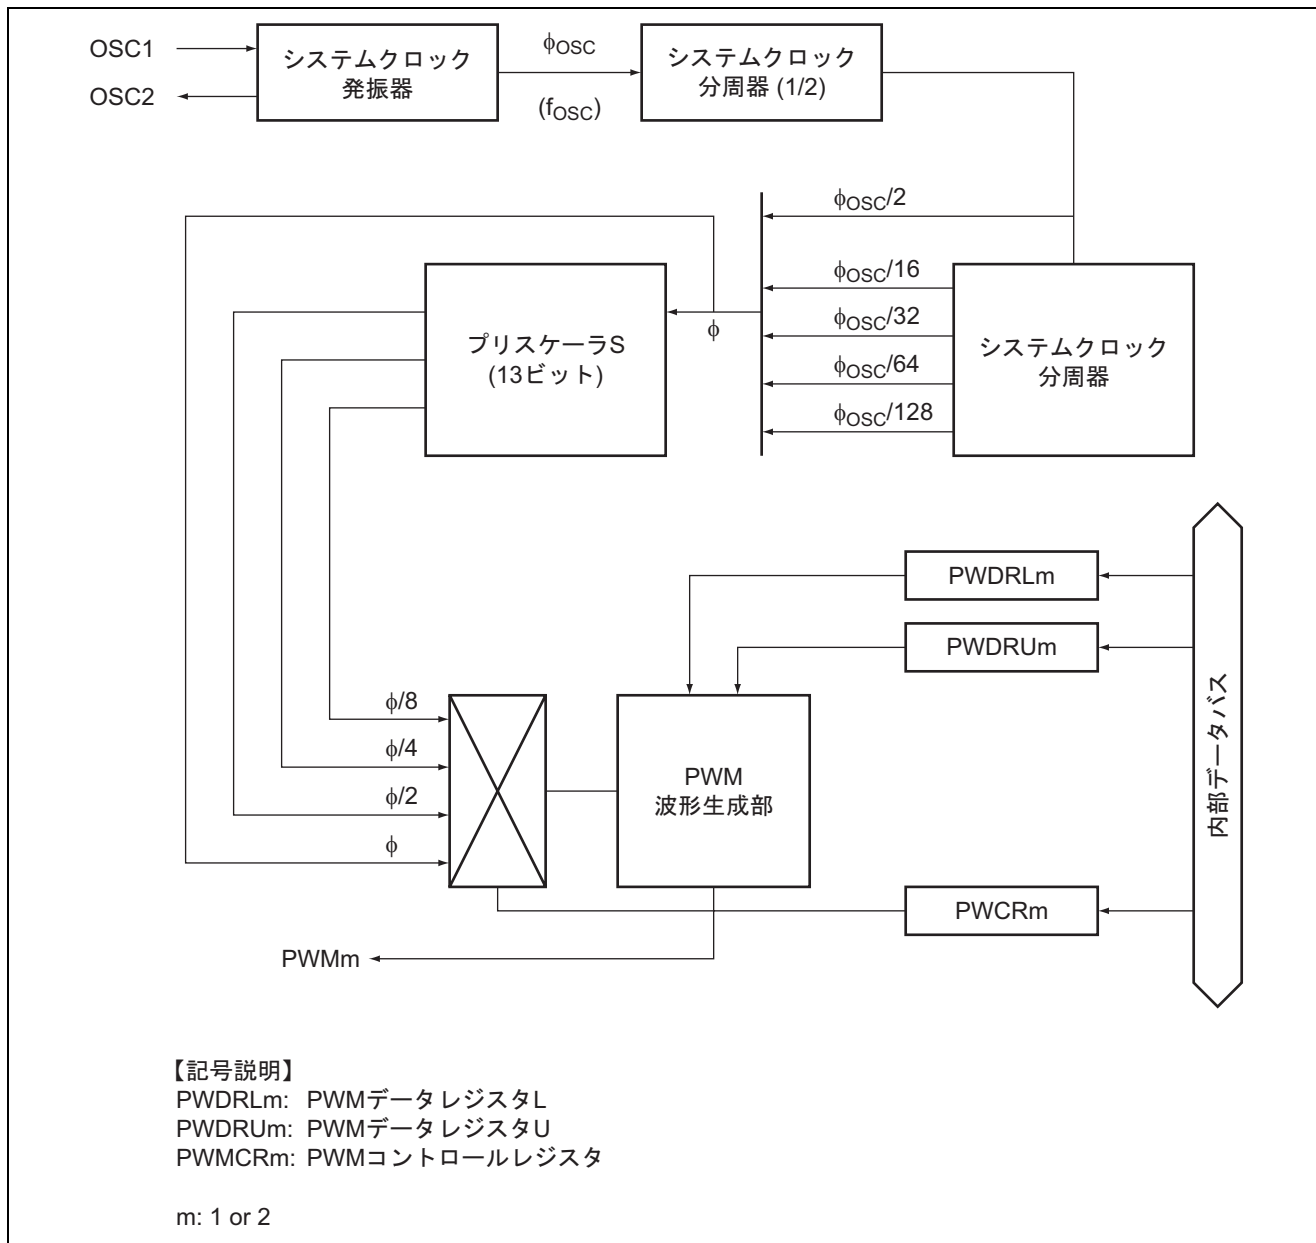 OSC1
OSC2
システムクロック
発振器
φOSC
(fOSC)
システムクロック
分周器 (1/2)
φOSC/2
φOSC/16
φOSC/32
φOSC/64
φOSC/128
システムクロック
分周器
プリスケーラS
(13ビット)
φ
PWDRLm
PWDRUm
内部データバス
φ/8
φ/4
φ/2
φ
PWM
波形生成部
PWCRm
PWMm
【記号説明】
PWDRLm: PWMデータレジスタL
PWDRUm: PWMデータレジスタU
PWMCRm: PWMコントロールレジスタ
m: 1 or 2